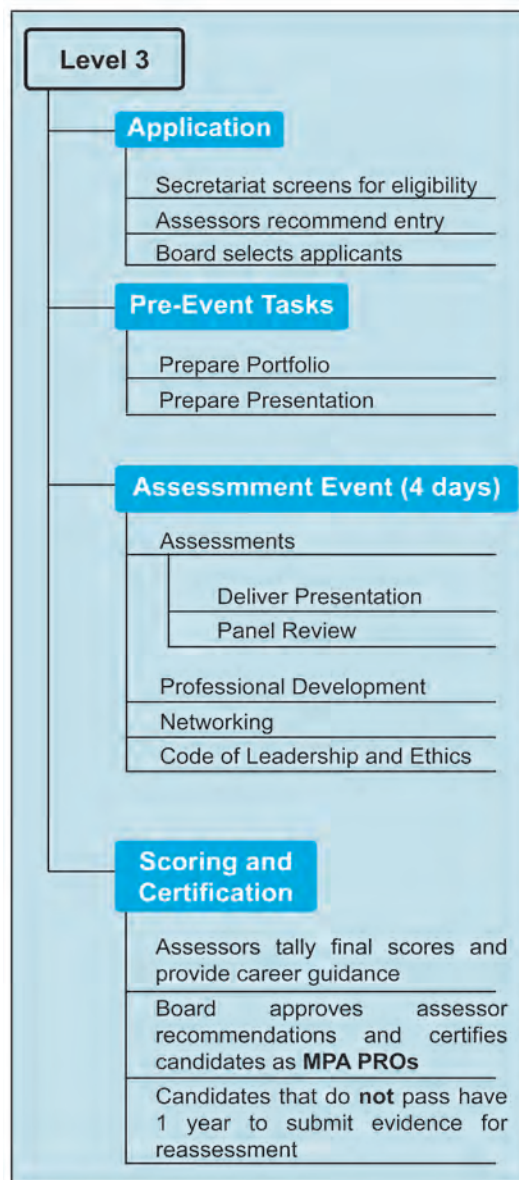 Level 3
Application
Secretariat screens for eligibility
Assessors recommend entry
Board selects applicants
Pre-Event Tasks
Prepare Portfolio
Prepare Presentation
Assessmment Event (4 days)
Assessments
Deliver Presentation
Panel Review
Professional Development
Networking
Code of Leadership and Ethics
Scoring and
Certification
Assessors tally final scores and
provide career guidance
Board approves assessor
recommendations and certifies
candidates as MPA PROs
Candidates that do not pass have
1 year to submit evidence for
reassessment